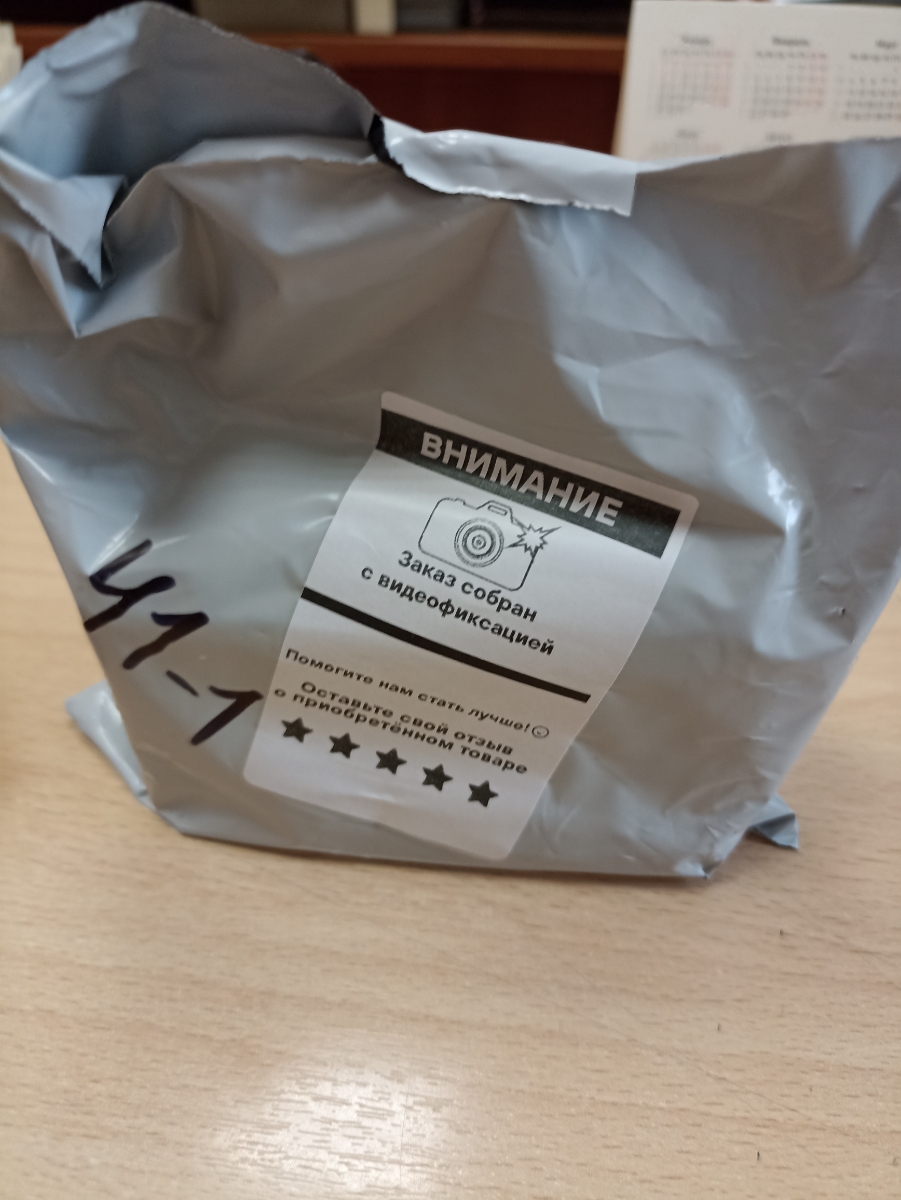 ВНИМАНИЕ
Заказ собран
с видеофиксацией
Помогите нам стать лучше!
Оставьте свой отзыв
о приобретённом товаре
41-1